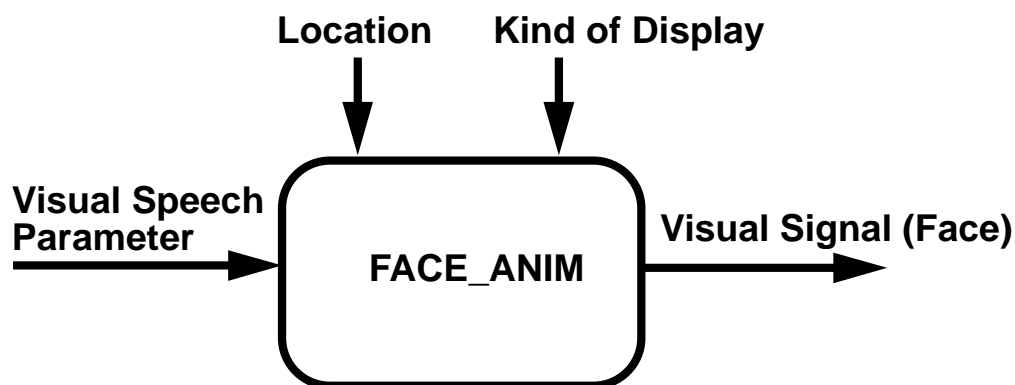 Location
Kind of Display
Visual Speech
Parameter
FACE_ANIM
Visual Signal (Face)